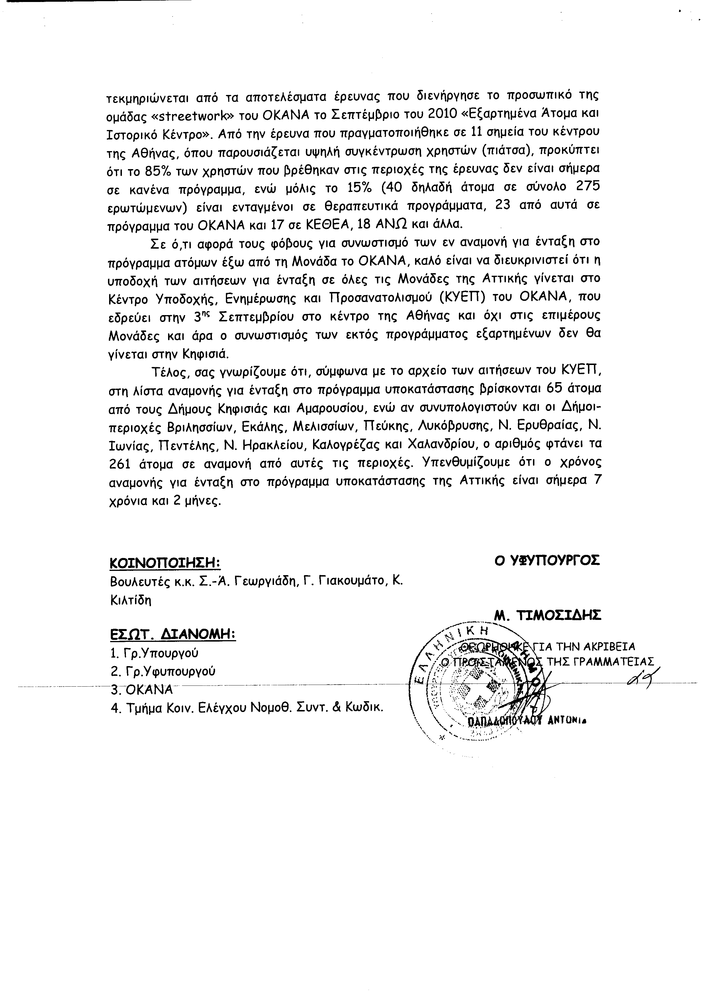 τεκμηριώνεται από τα αποτελέσματα έρευνας που διενήργησε το προσωπικό της
ομάδας «streetwork» του ΟΚΑΝΑ το Σεπτέμβριο του 2010 «Εξαρτημένα Άτομα και
Ιστορικό Κέντρο». Από την έρευνα που πραγματοποιήθηκε σε 11 σημεία του κέντρου
της Αθήνας, όπου παρουσιάζεται υψηλή συγκέντρωση χρηστών (πιάτσα), προκύπτει
ότι το 85% των χρηστών που βρέθηκαν στις περιοχές της έρευνας δεν είναι σήμερα
σε κανένα πρόγραμμα, ενώ μόλις το 15% (40 δηλαδή άτομα σε σύνολο 275
ερωτώμενων) είναι ενταγμένοι σε θεραπευτικά προγράμματα, 23 από αυτά σε
πρόγραμμα του ΟΚΑΝΑ και 17 σε ΚΕΘΕΑ, 18 ΑΝΩ και άλλα.
Σε ό,τι αφορά τους φόβους για συνωστισμό των εν αναμονή για ένταξη στο
πρόγραμμα ατόμων έξω από τη Μονάδα το ΟΚΑΝΑ, καλό είναι να διευκρινιστεί ότι η
υποδοχή των αιτήσεων για ένταξη σε όλες τις Μονάδες της Αττικής γίνεται στο
Κέντρο Υποδοχής, Ενημέρωσης και Προσανατολισμού (ΚΥΕΠ) του ΟΚΑΝΑ, που
εδρεύει στην 3ης Σεπτεμβρίου στο κέντρο της Αθήνας και όχι στις επιμέρους
Μονάδες και άρα ο συνωστισμός των εκτός προγράμματος εξαρτημένων δεν θα
γίνεται στην Κηφισιά.
Τέλος, σας γνωρίζουμε ότι, σύμφωνα με το αρχείο των αιτήσεων του ΚΥΕΠ,
στη λίστα αναμονής για ένταξη στο πρόγραμμα υποκατάστασης βρίσκονται 65 άτομα
από τους Δήμους Κηφισιάς και Αμαρουσίου, ενώ αν συνυπολογιστούν και οι Δήμοι-
περιοχές Βριλησσίων, Εκάλης, Μελισσίων, Πεύκης, Λυκόβρυσης, Ν. Ερυθραίας, Ν.
Ιωνίας, Πεντέλης, Ν. Ηρακλείου, Καλογρέζας και Χαλανδρίου, ο αριθμός φτάνει τα
261 άτομα σε αναμονή από αυτές τις περιοχές. Υπενθυμίζουμε ότι ο χρόνος
αναμονής για ένταξη στο πρόγραμμα υποκατάστασης της Αττικής είναι σήμερα 7
χρόνια και 2 μήνες.
ΚΟΙΝΟΠΟΙΗΣΗ:
Βουλευτές κ.κ. Σ.-Ά. Γεωργιάδη, Γ. Γιακουμάτο, Κ.
Κιλτίδη
Ο ΥΦΥΠΟΥΡΓΟΣ
Μ. ΤΙΜΟΣΙΔΗΣ
ΕΣΩΤ. ΔΙΑΝΟΜΗ:
1. Γρ.Υπουργού
2. Γρ.Υφυπουργού
3. ΟΚΑΝΑ
4. Τμήμα Κοιν. Ελέγχου Νομοθ. Συντ. & Κωδικ.
ΘΕΩΡΗΘΗΚΕ ΓΙΑ ΤΗΝ ΑΚΡΙΒΕΙΑ
Ο ΠΡΟΙΣΤΑΜΕΝΟΣ ΤΗΣ ΓΡΑΜΜΑΤΕΙΑΣ
ΕΛΛΗΝΙΚΗ
ΠΑΠΑΔΟΠΟΥΛΟΥ ΑΝΤΩΝΙΑ